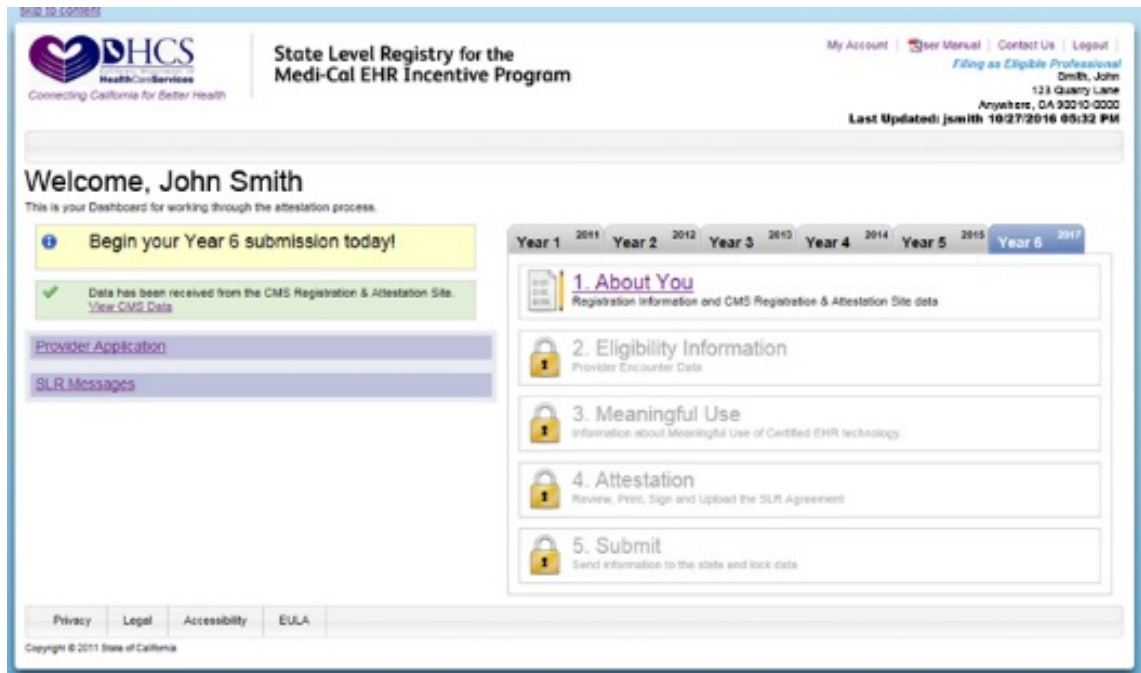 Skip to content
DHCS
HealthCareServices
Connecting California for Better Health
State Level Registry for the
Medi-Cal EHR Incentive Program
My Account | User Manual | Contact Us | Logout |
Filing as Eligible Professional
Smith, John
123 Quarry Lane
Anywhere, CA 90010-0000
Last Updated: jsmith 10/27/2016 05:32 PM
Welcome, John Smith
This is your Dashboard for working through the attestation process.
Begin your Year 6 submission today!
Data has been received from the CMS Registration & Attestation Site.
View CMS Data
Provider Application
SLR Messages
Year 1 2011 Year 2 2012 Year 3 2013 Year 4 2014 Year 5 2015 Year 6 2017
1. About You
Registration Information and CMS Registration & Attestation Site data
2. Eligibility Information
Provider Encounter Data
3. Meaningful Use
Information about Meaningful Use of Certified EHR technology.
4. Attestation
Review, Print, Sign and Upload the SLR Agreement
5. Submit
Send information to the state and lock data
Privacy Legal Accessibility EULA
Copyright © 2011 State of California